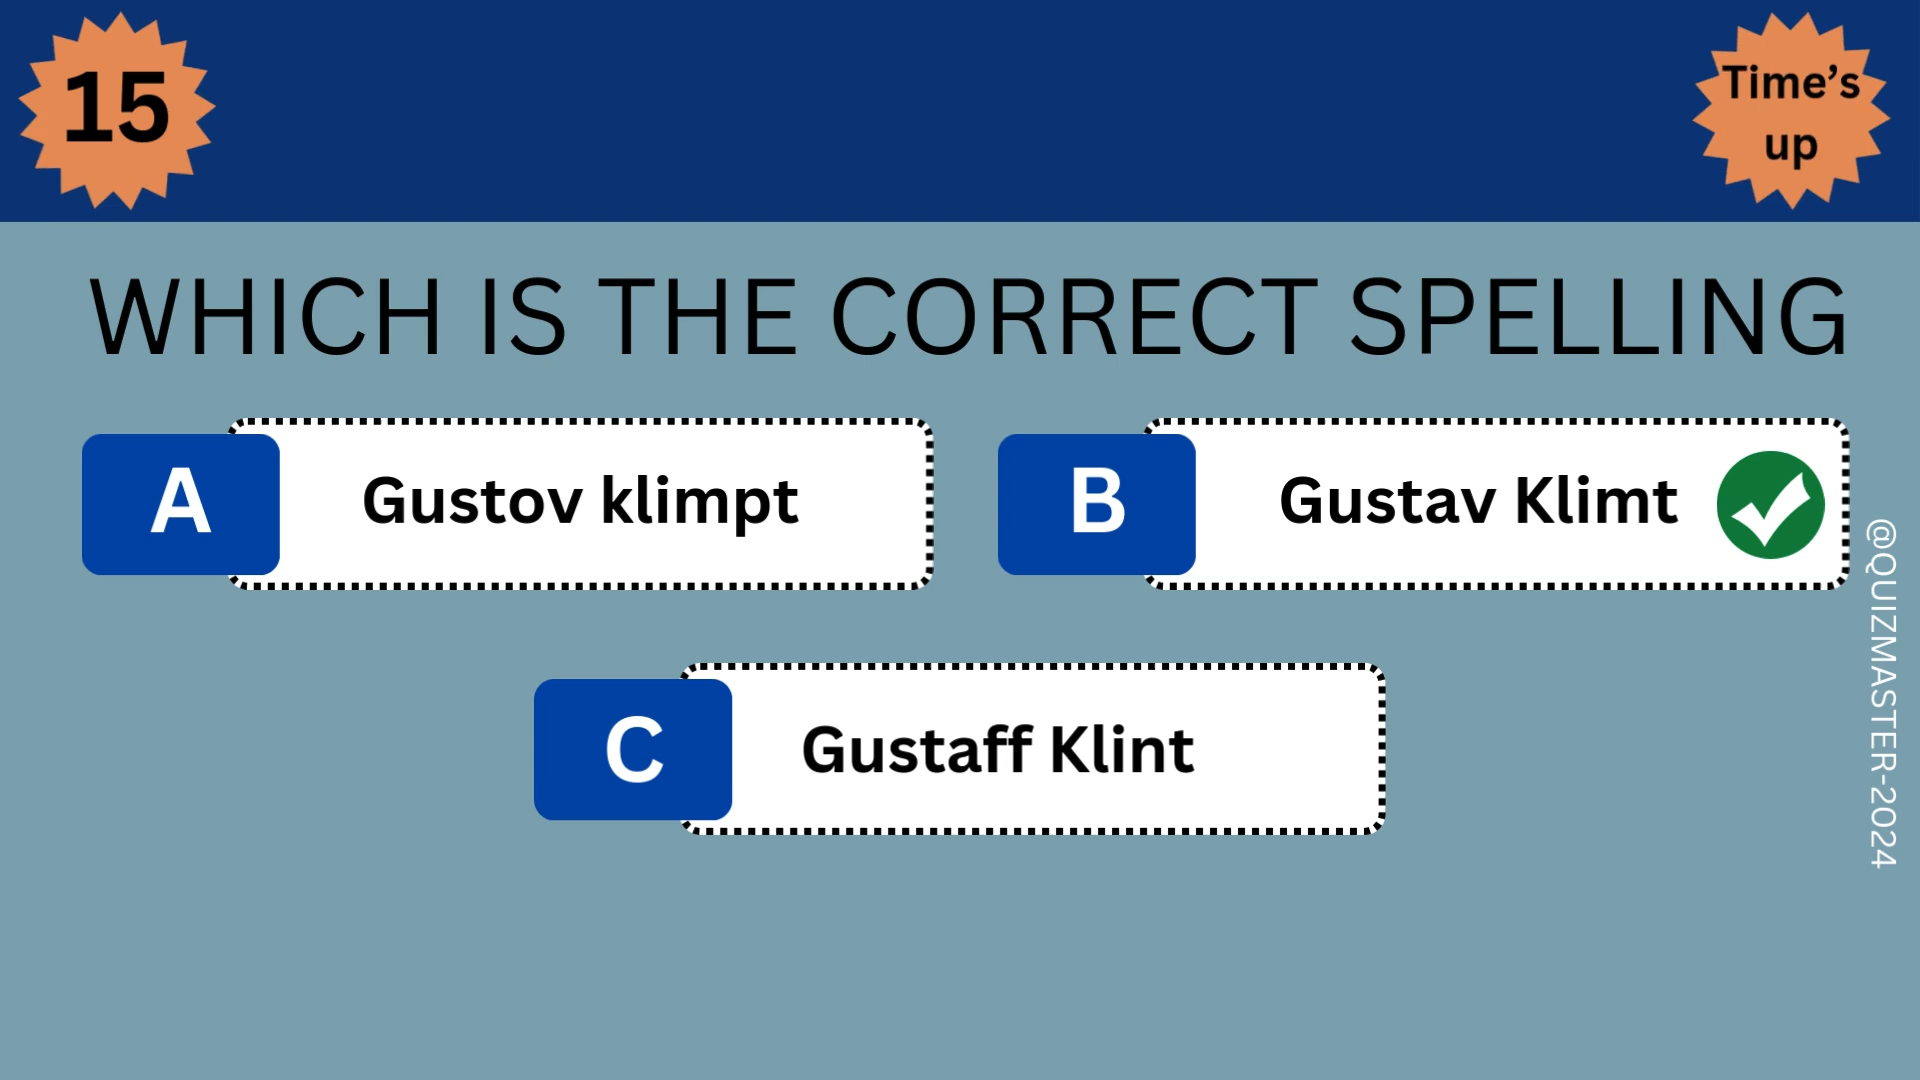 15
Time’s
up
WHICH IS THE CORRECT SPELLING
A
Gustov klimpt
B
Gustav Klimt
C
Gustaff Klint
@QUIZMASTER-2024